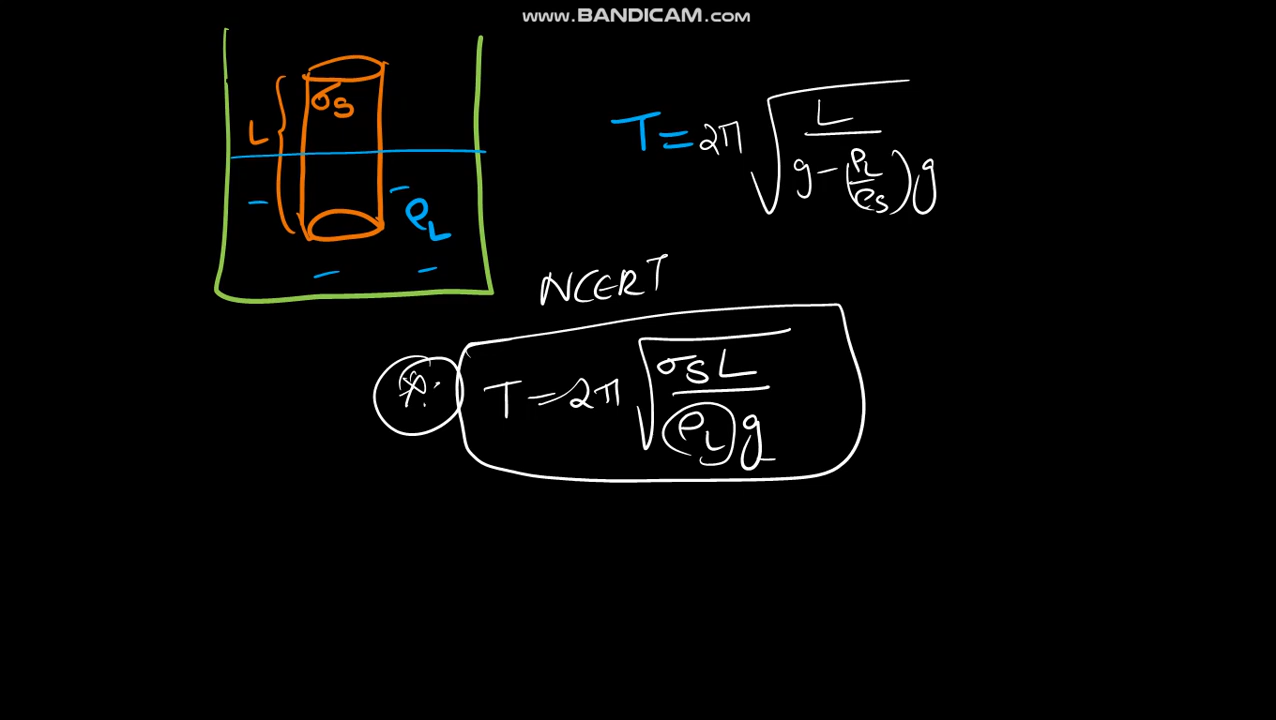 www.BANDICAM.com
σs
L
ρL
T = 2π √(L / (g - (ρL/ρs) g))
NCERT
T = 2π √(σs L / (ρL) g)